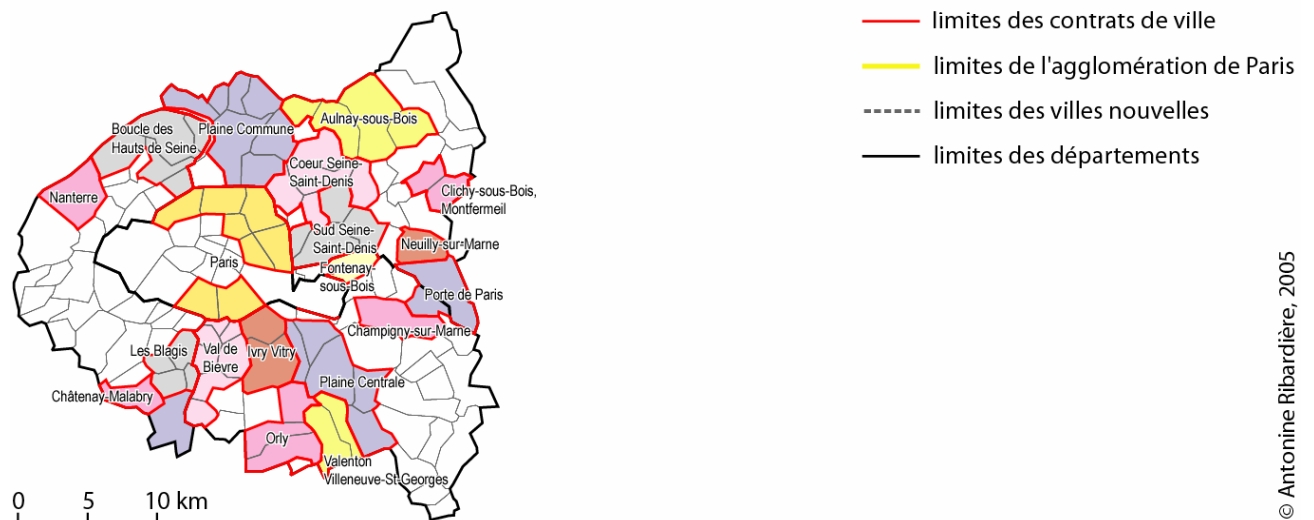 limites des contrats de ville
limites de l'agglomération de Paris
limites des villes nouvelles
limites des départements
Boucle des
Hauts de Seine
Plaine Commune
Aulnay-sous-Bois
Coeur Seine-
Saint-Denis
Nanterre
Clichy-sous-Bois,
Montfermeil
Sud Seine-
Saint-Denis
Neuilly-sur-Marne
Paris
Fontenay-
sous-Bois
Porte de Paris
Champigny-sur-Marne
Les Blagis
Val de
Bièvre
Ivry Vitry
Plaine Centrale
Châtenay-Malabry
Orly
Valenton
Villeneuve-St-Georges
0 5 10 km
© Antonine Ribardière, 2005